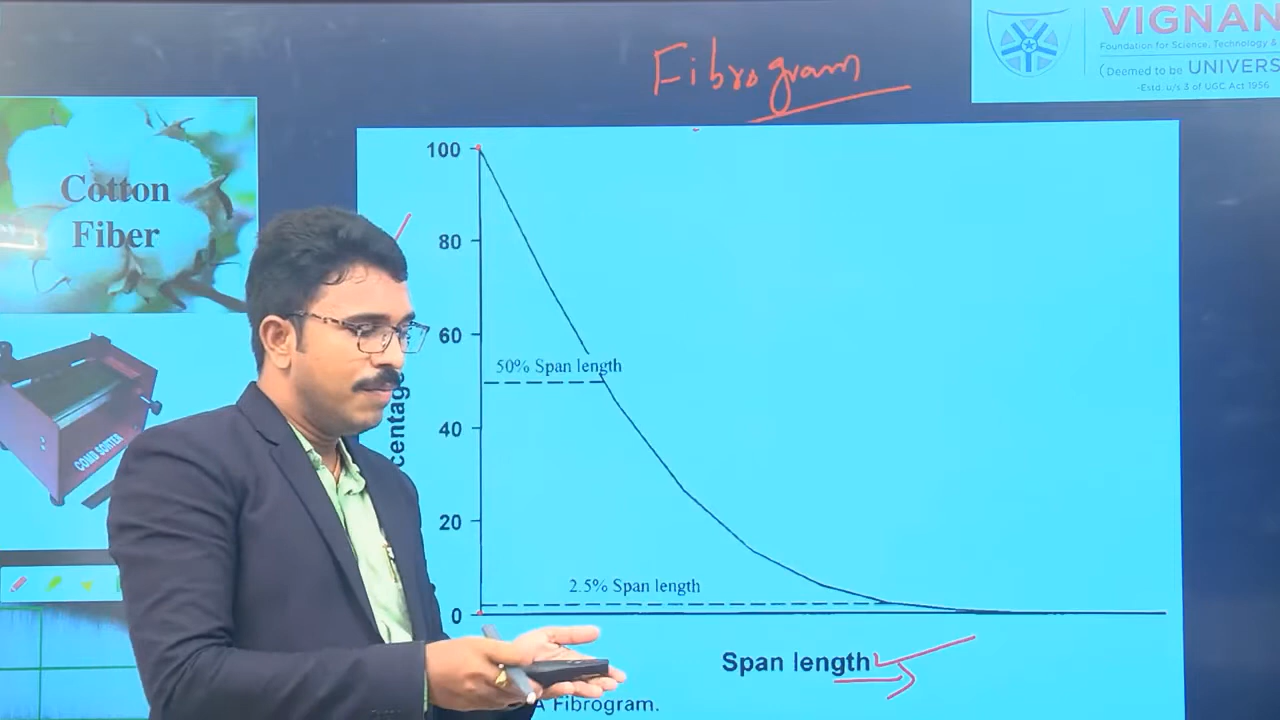 Fibrogram
VIGNAN
Foundation for Science, Technology &
(Deemed to be UNIVERS
-Estd. u/s 3 of UGC Act 1956
Cotton
Fiber
COMB SORTER
100
80
60
50% Span length
centage
40
20
2.5% Span length
0
Span length
A Fibrogram.